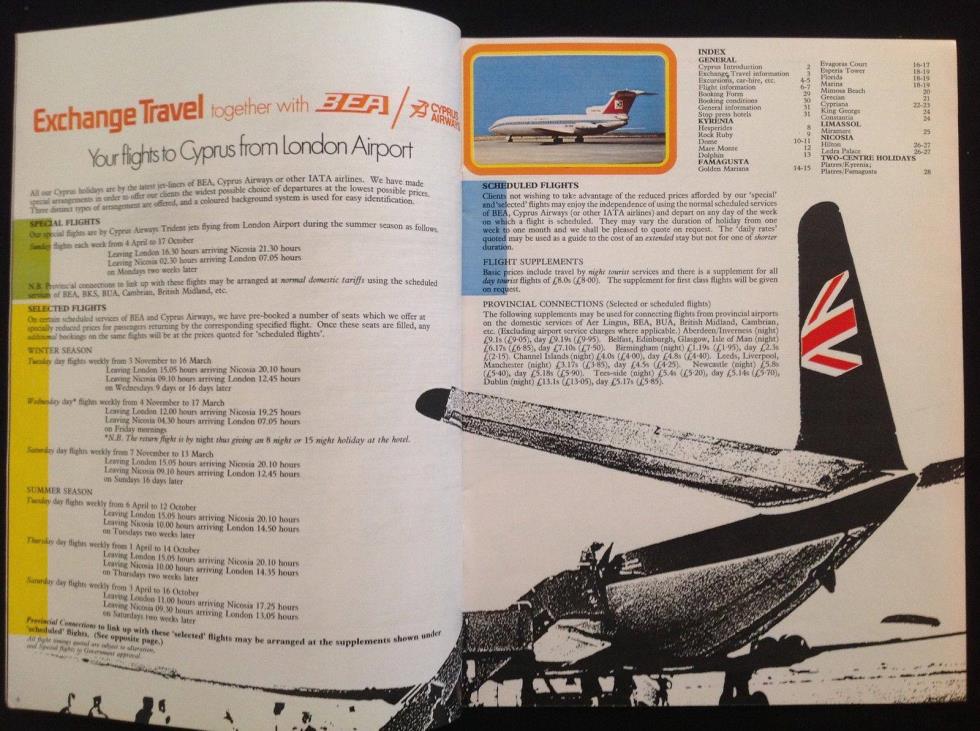 Exchange Travel together with BEA / CYPRUS AIRWAYS
Your flights to Cyprus from London Airport
All our Cyprus holidays are by the latest jet-liners of BEA, Cyprus Airways or other IATA airlines. We have made
special arrangements in order to offer our clients the widest possible choice of departures at the lowest possible prices.
Three distinct types of arrangement are offered, and a coloured background system is used for easy identification.
SPECIAL FLIGHTS
Our special flights are by Cyprus Airways Trident jets flying from London Airport during the summer season as follows.
Sunday flights each week from 4 April to 17 October
Leaving London 16.30 hours arriving Nicosia 21.30 hours
Leaving Nicosia 02.30 hours arriving London 07.05 hours
on Mondays two weeks later
N.B. Provincial connections to link up with these flights may be arranged at normal domestic tariffs using the scheduled
services of BEA, BKS, BUA, Cambrian, British Midland, etc.
SELECTED FLIGHTS
On certain scheduled services of BEA and Cyprus Airways, we have pre-booked a number of seats which we offer at
specially reduced prices for passengers returning by the corresponding specified flight. Once these seats are filled, any
additional bookings on the same flights will be at the prices quoted for 'scheduled flights'.
WINTER SEASON
Tuesday day flights weekly from 3 November to 16 March
Leaving London 15.05 hours arriving Nicosia 20.10 hours
Leaving Nicosia 09.10 hours arriving London 12.45 hours
on Wednesdays 9 days or 16 days later
Wednesday day* flights weekly from 4 November to 17 March
Leaving London 12.00 hours arriving Nicosia 19.25 hours
Leaving Nicosia 04.30 hours arriving London 07.05 hours
on Friday mornings
*N.B. The return flight is by night thus giving an 8 night or 15 night holiday at the hotel.
Saturday day flights weekly from 7 November to 13 March
Leaving London 15.05 hours arriving Nicosia 20.10 hours
Leaving Nicosia 09.10 hours arriving London 12.45 hours
on Sundays 16 days later
SUMMER SEASON
Tuesday day flights weekly from 6 April to 12 October
Leaving London 15.05 hours arriving Nicosia 20.10 hours
Leaving Nicosia 10.00 hours arriving London 14.50 hours
on Tuesdays two weeks later
Thursday day flights weekly from 1 April to 14 October
Leaving London 15.05 hours arriving Nicosia 20.10 hours
Leaving Nicosia 10.00 hours arriving London 14.35 hours
on Thursdays two weeks later
Saturday day flights weekly from 3 April to 16 October
Leaving London 11.00 hours arriving Nicosia 17.25 hours
Leaving Nicosia 09.30 hours arriving London 13.05 hours
on Saturdays two weeks later
Provincial Connections to link up with these 'selected' flights may be arranged at the supplements shown under
'scheduled' flights. (See opposite page.)
All flight timings quoted are subject to alteration,
and Special flights to Government approval.
INDEX
GENERAL
Cyprus Introduction 2
Exchange Travel information 3
Excursions, car-hire, etc. 4-5
Flight information 6-7
Booking Form 29
Booking conditions 30
General information 31
Stop press hotels 31
KYRENIA
Hesperides 8
Rock Ruby 9
Dome 10-11
Mare Monte 12
Dolphin 13
FAMAGUSTA
Golden Mariana 14-15
Evagoras Court 16-17
Esperia Tower 18-19
Florida 18-19
Marina 18-19
Mimosa Beach 20
Grecian 21
Cypriana 22-23
King George 24
Constantia 24
LIMASSOL
Miramare 25
NICOSIA
Hilton 26-27
Ledra Palace 26-27
TWO-CENTRE HOLIDAYS
Platres/Kyrenia;
Platres/Famagusta 28
SCHEDULED FLIGHTS
Clients not wishing to take advantage of the reduced prices afforded by our 'special'
and 'selected' flights may enjoy the independence of using the normal scheduled services
of BEA, Cyprus Airways (or other IATA airlines) and depart on any day of the week
on which a flight is scheduled. They may vary the duration of holiday from one
week to one month and we shall be pleased to quote on request. The 'daily rates'
quoted may be used as a guide to the cost of an extended stay but not for one of shorter
duration.
FLIGHT SUPPLEMENTS
Basic prices include travel by night tourist services and there is a supplement for all
day tourist flights of £8.0s (£8·00). The supplement for first class flights will be given
on request.
PROVINCIAL CONNECTIONS (Selected or scheduled flights)
The following supplements may be used for connecting flights from provincial airports
on the domestic services of Aer Lingus, BEA, BUA, British Midland, Cambrian,
etc. (Excluding airport service charges where applicable.) Aberdeen/Inverness (night)
£9.1s (£9·05), day £9.19s (£9·95). Belfast, Edinburgh, Glasgow, Isle of Man (night)
£6.17s (£6·85), day £7.10s (£7·50). Birmingham (night) £1.19s (£1·95), day £2.3s
(£2·15). Channel Islands (night) £4.0s (£4·00), day £4.8s (£4·40). Leeds, Liverpool,
Manchester (night) £3.17s (£3·85), day £4.5s (£4·25). Newcastle (night) £5.8s
(£5·40), day £5.18s (£5·90). Tees-side (night) £5.4s (£5·20), day £5.14s (£5·70),
Dublin (night) £13.1s (£13·05), day £5.17s (£5·85).